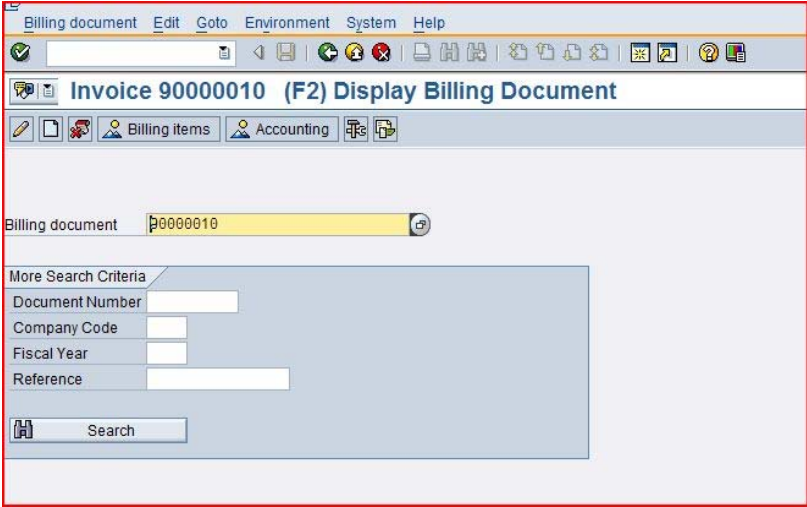 Billing document Edit Goto Environment System Help
Invoice 90000010 (F2) Display Billing Document
Billing items Accounting
Billing document 90000010
More Search Criteria
Document Number
Company Code
Fiscal Year
Reference
Search